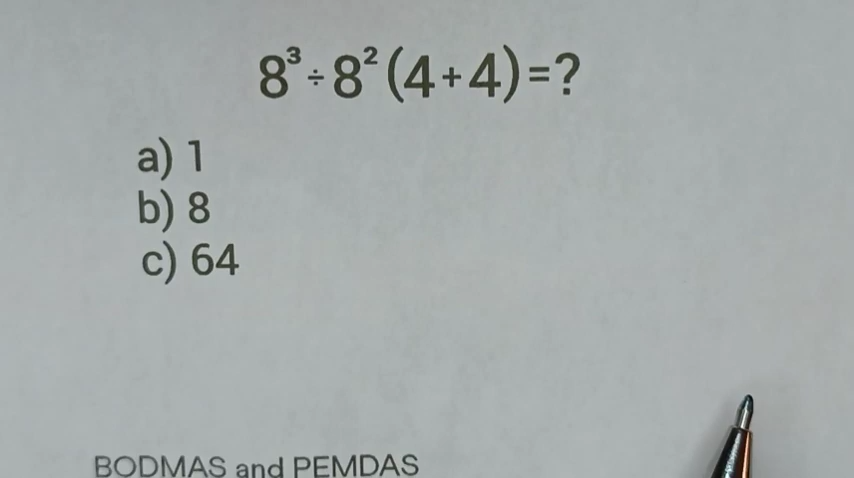 8³÷8²(4+4)=?
a) 1
b) 8
c) 64
BODMAS and PEMDAS